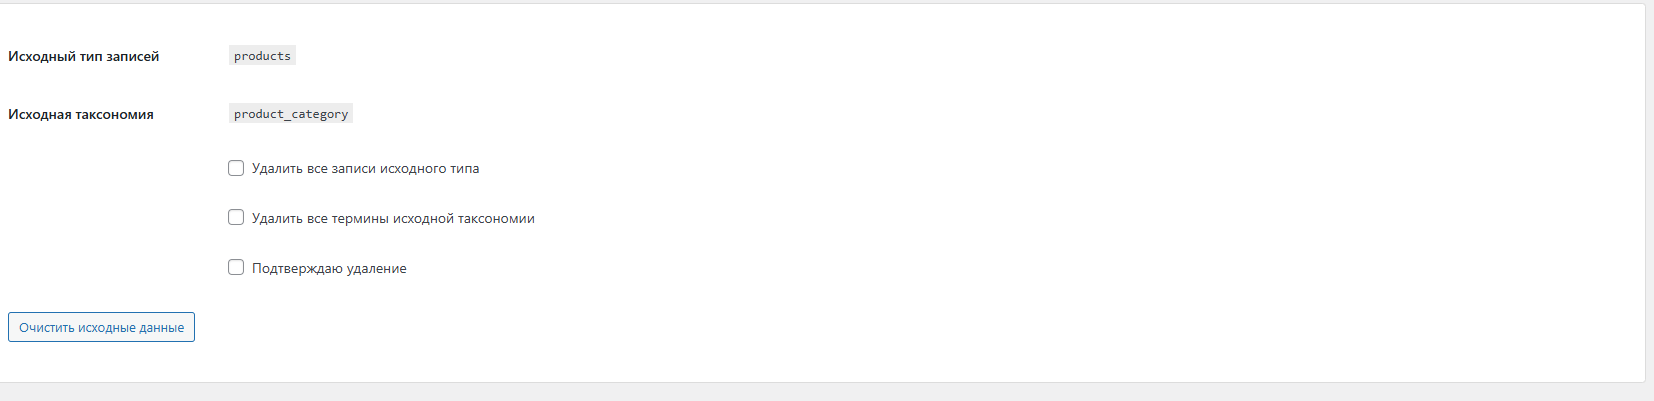 Исходный тип записей products
Исходная таксономия product_category
Удалить все записи исходного типа
Удалить все термины исходной таксономии
Подтверждаю удаление
Очистить исходные данные